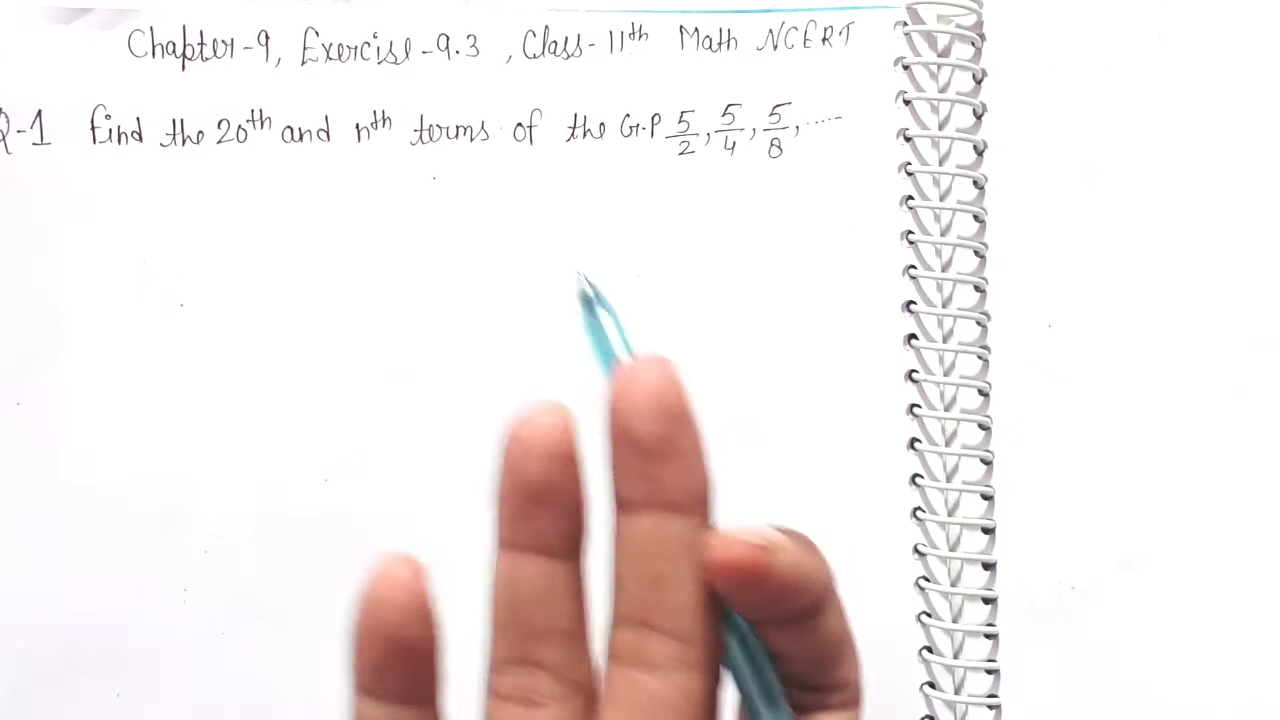 Chapter-9, Exercise-9.3, Class-11th Math NCERT
Q-1 find the 20th and nth terms of the G.P 5/2, 5/4, 5/8, .....